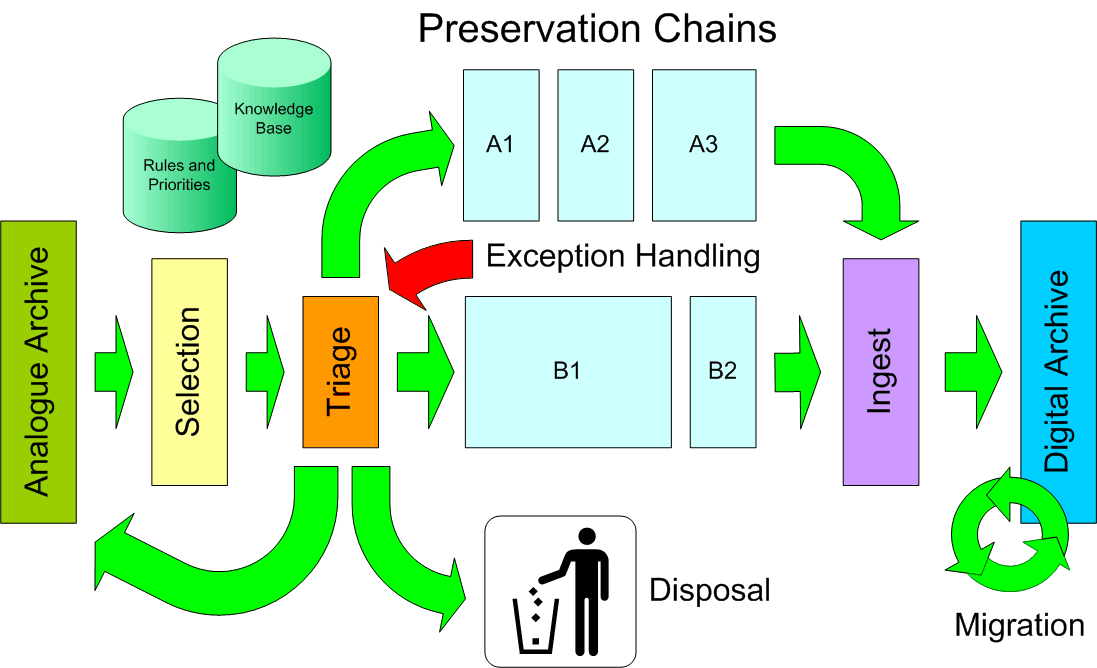 Preservation Chains
Knowledge
Base
Rules and
Priorities
A1
A2
A3
Exception Handling
Analogue Archive
Selection
Triage
B1
B2
Ingest
Digital Archive
Disposal
Migration